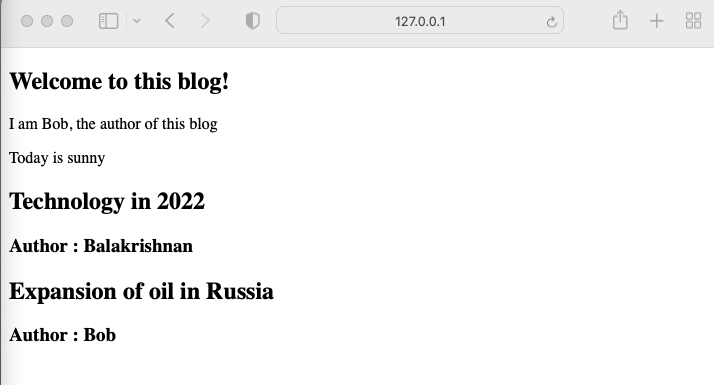 127.0.0.1
Welcome to this blog!
I am Bob, the author of this blog
Today is sunny
Technology in 2022
Author : Balakrishnan
Expansion of oil in Russia
Author : Bob